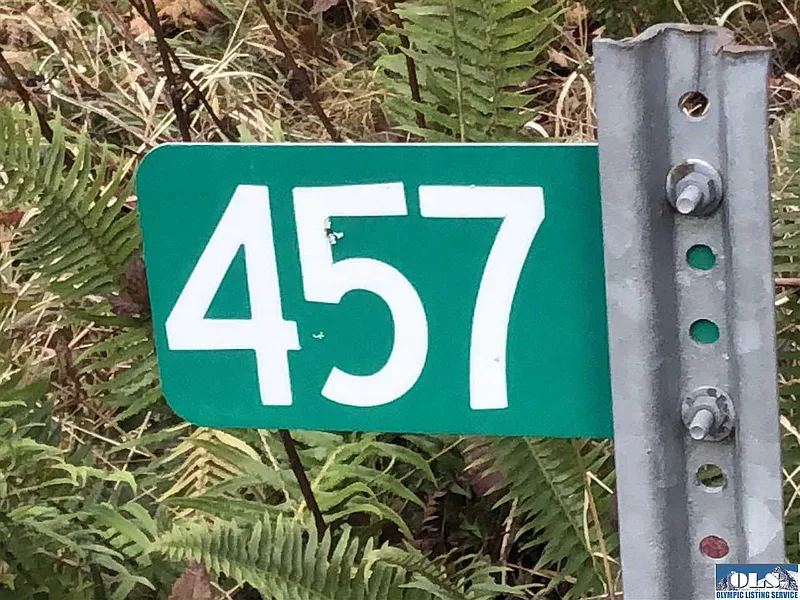 457
OLS
OLYMPIC LISTING SERVICE